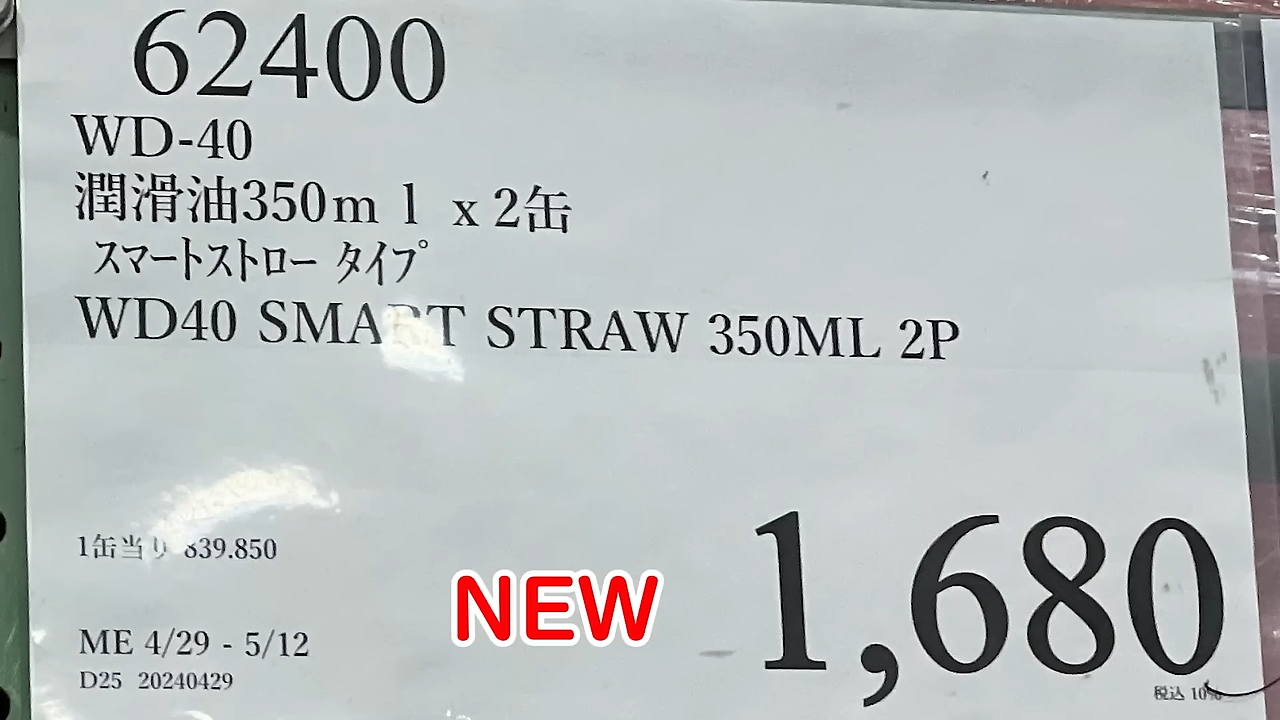 62400
WD-40
潤滑油350ml x 2缶
スマートストロー タイプ
WD40 SMART STRAW 350ML 2P
1缶当り 839.850
NEW
1,680
ME 4/29 - 5/12
D25 20240429
税込 10%